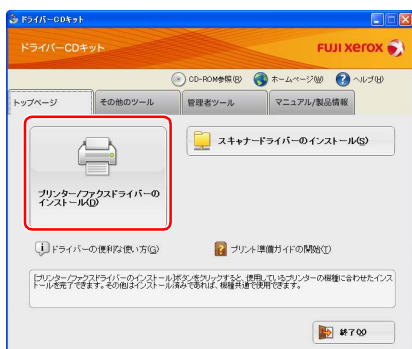 ドライバーCDキット
ドライバーCDキット
FUJI XEROX
CD-ROM参照(R)
ホームページ(W)
ヘルプ(H)
トップページ
その他のツール
管理者ツール
マニュアル/製品情報
プリンター/ファクスドライバーの
インストール(D)
スキャナードライバーのインストール(S)
ドライバーの便利な使い方(G)
プリント準備ガイドの開始(T)
[プリンター/ファクスドライバーのインストール]ボタンをクリックすると、使用しているプリンターの機種に合わせたインス
トールを完了できます。その他はインストール済みであれば、機種共通で使用できます。
終了(X)